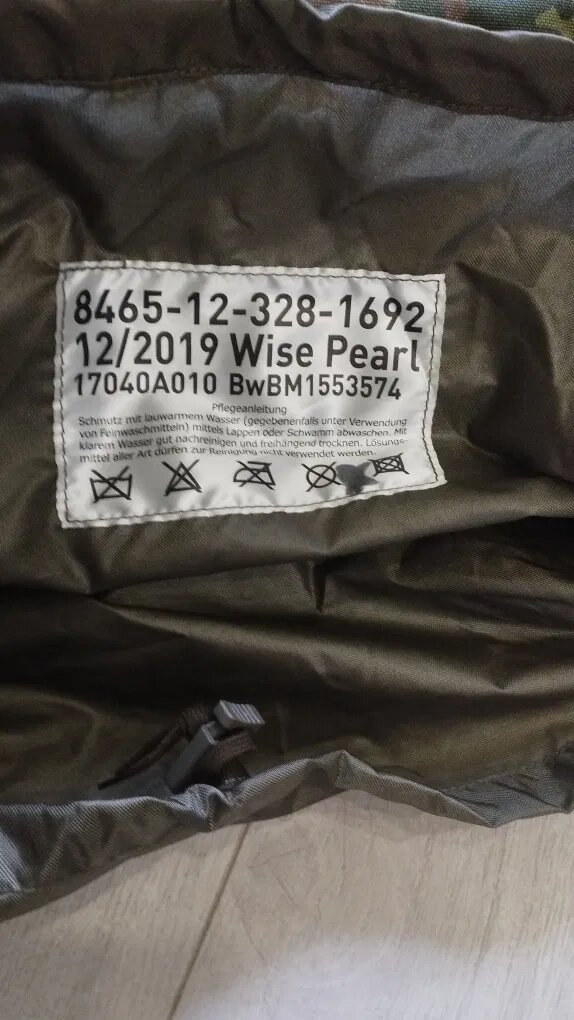 8465-12-328-1692
12/2019 Wise Pearl
17040A010 BwBM1553574
Pflegeanleitung
Schmutz mit lauwarmem Wasser (gegebenenfalls unter Verwendung
von Feinwaschmitteln) mittels Lappen oder Schwamm abwaschen. Mit
klarem Wasser gut nachreinigen und freihängend trocknen. Lösungs-
mittel aller Art dürfen zur Reinigung nicht verwendet werden.